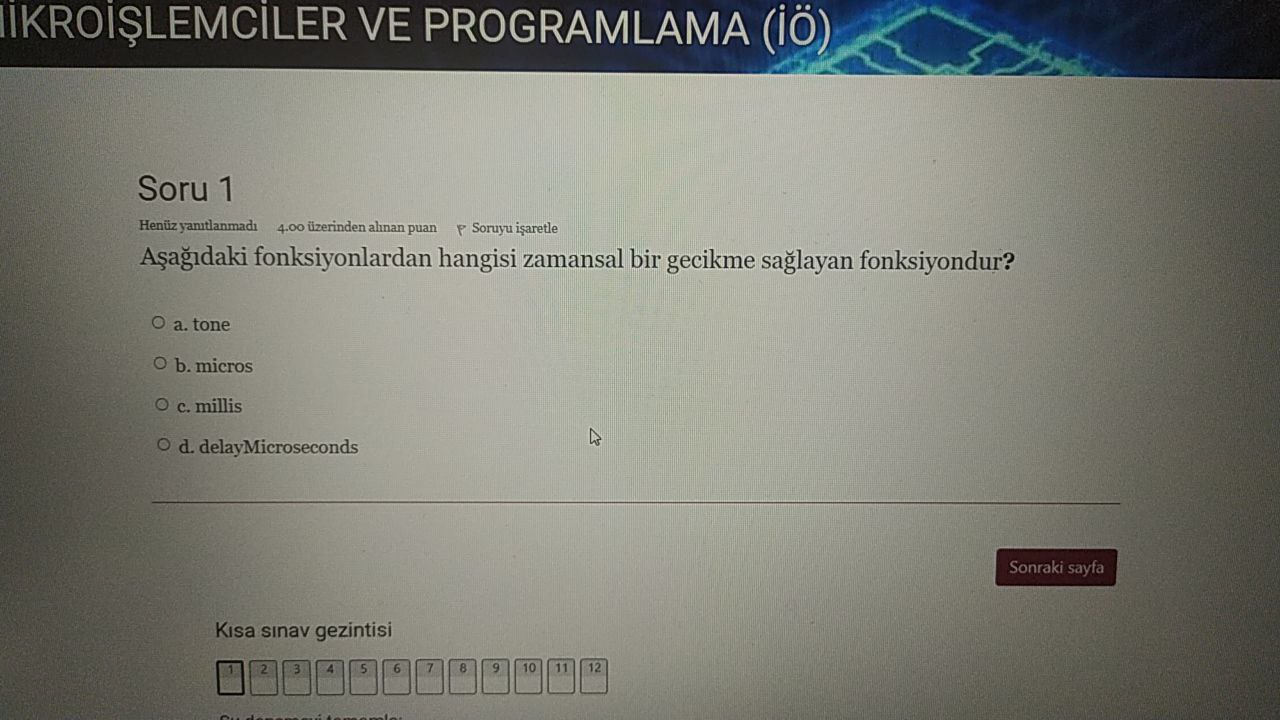 MİKROİŞLEMCİLER VE PROGRAMLAMA (İÖ)
Soru 1
Henüz yanıtlanmadı 4.00 üzerinden alınan puan Soruyu işaretle
Aşağıdaki fonksiyonlardan hangisi zamansal bir gecikme sağlayan fonksiyondur?
a. tone
b. micros
c. millis
d. delayMicroseconds
Sonraki sayfa
Kısa sınav gezintisi
1 2 3 4 5 6 7 8 9 10 11 12